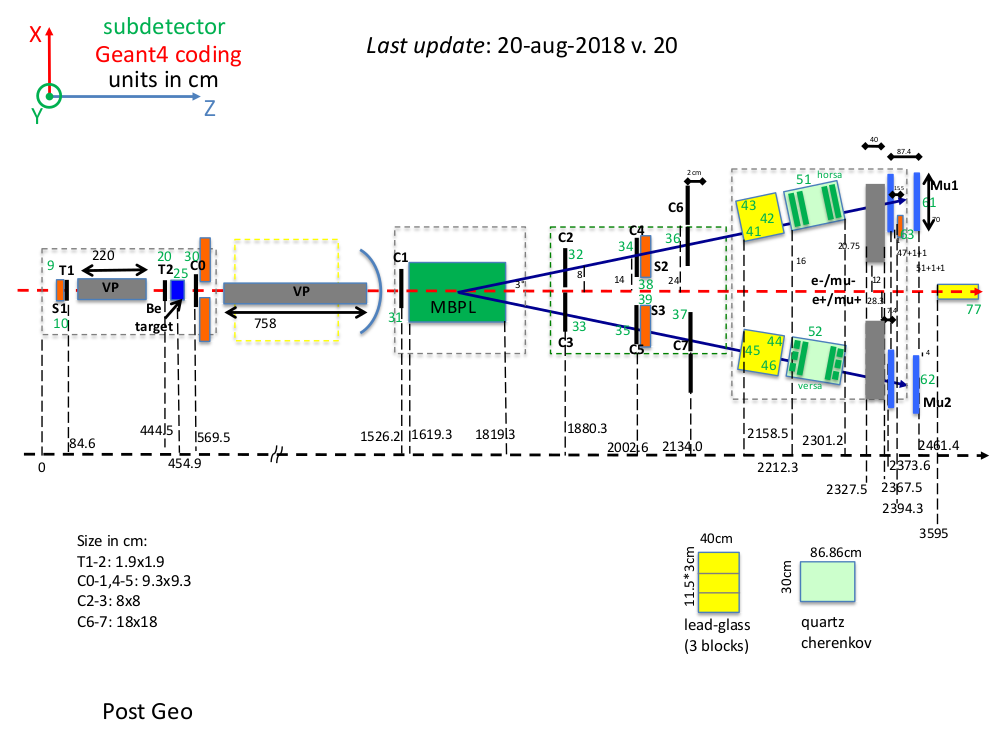 subdetector
X
Geant4 coding
units in cm
Y
Z
Last update: 20-aug-2018 v. 20
40
87.4
2 cm
51 horsa
Mu1
C6
43
42
41
61
70
63
155
9
T1
220
20
T2
30
C0
25
VP
S1
10
Be
target
VP
758
C1
31
MBPL
3°
C2
32
8
C4
34
S2
38
14
36
24
16
20.75
47+1+1
51+1+1
e-/mu-
12
e+/mu+
28.3
77
39
S3
33
C3
35
C5
37
C7
7.4
45
44
46
52
versa
4
62
Mu2
0
84.6
444.5
454.9
569.5
1526.2
1619.3
1819.3
1880.3
2002.6
2134.0
2158.5
2212.3
2301.2
2327.5
2367.5
2373.6
2394.3
2461.4
3595
Size in cm:
T1-2: 1.9x1.9
C0-1,4-5: 9.3x9.3
C2-3: 8x8
C6-7: 18x18
40cm
11.5*3cm
lead-glass
(3 blocks)
86.86cm
30cm
quartz
cherenkov
Post Geo